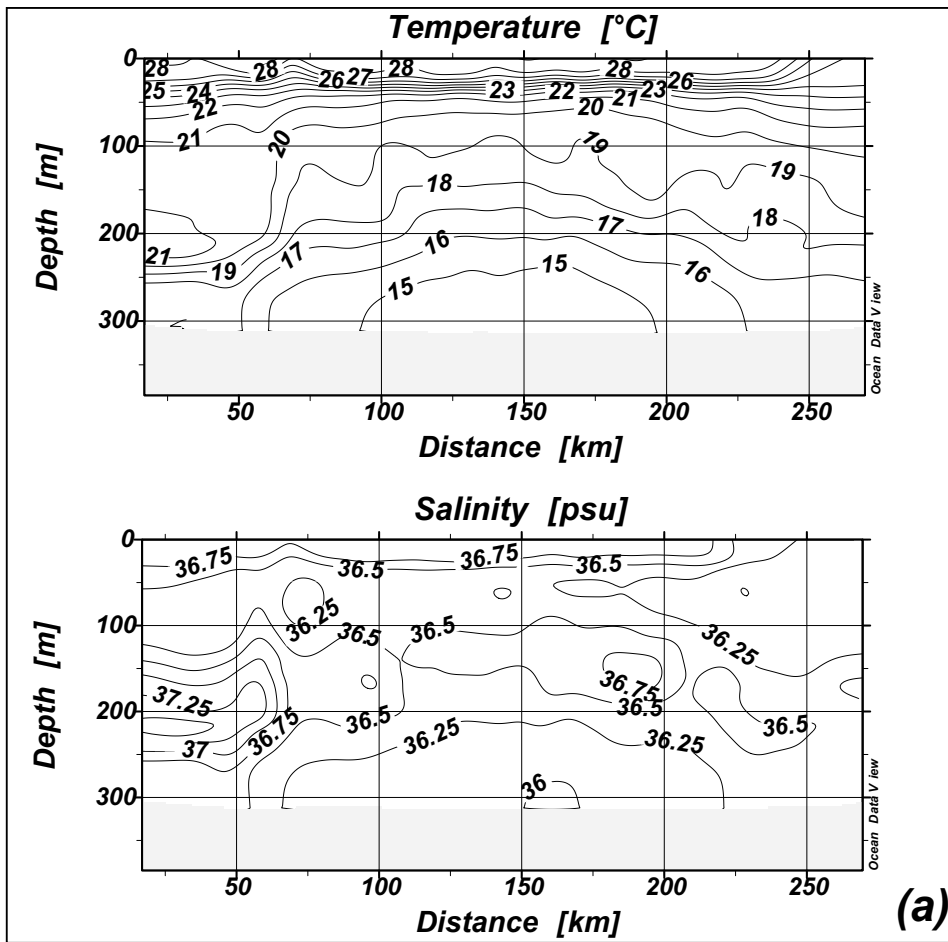 Temperature [°C]
0
100
200
300
Depth [m]
28 28 26 27 28 28 26
25 24 23 22 21 23
22 20
21 20 19
18 19
21 19 17 16 17 18
15 15 16
50 100 150 200 250
Distance [km]
Ocean Data View
Salinity [psu]
0
100
200
300
Depth [m]
36.75 36.5 36.75 36.5
36.25 36.5 36.5 36.25
37.25 36.75 36.5 36.75 36.5 36.5
37 36.25 36.25
36
50 100 150 200 250
Distance [km]
Ocean Data View
(a)